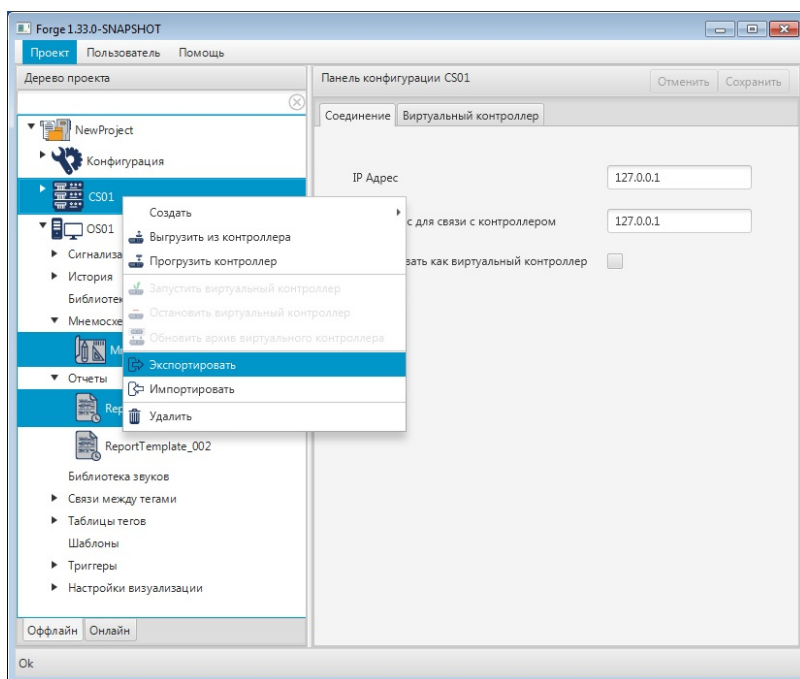 Forge 1.33.0-SNAPSHOT
Проект Пользователь Помощь
Дерево проекта
Панель конфигурации CS01
Отменить Сохранить
Соединение Виртуальный контроллер
NewProject
Конфигурация
IP Адрес 127.0.0.1
CS01
Создать
для связи с контроллером 127.0.0.1
OS01
Выгрузить из контроллера
Прогрузить контроллер
как виртуальный контроллер
История
Запустить виртуальный контроллер
Остановить виртуальный контроллер
Обновить архив виртуального контроллера
Экспортировать
Отчеты
Импортировать
Удалить
ReportTemplate_002
Библиотека звуков
Связи между тегами
Таблицы тегов
Шаблоны
Триггеры
Настройки визуализации
Оффлайн Онлайн
Ok